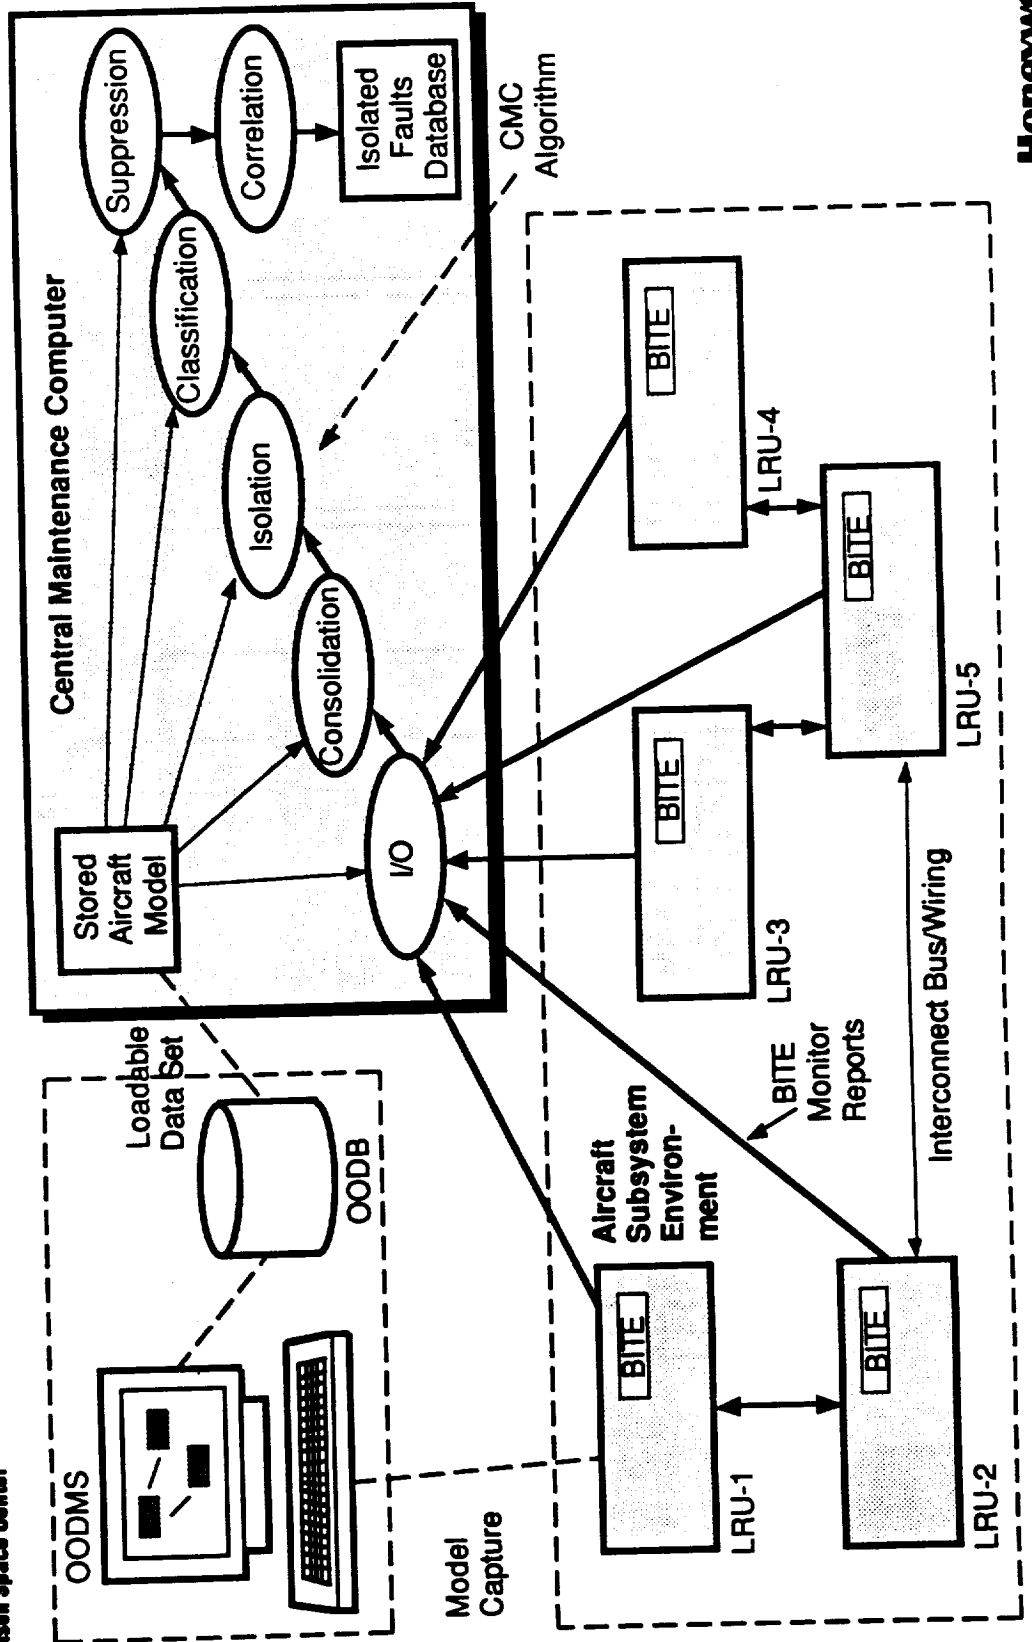 OODMS
OODB
Loadable
Data Set
Model
Capture
Central Maintenance Computer
Stored
Aircraft
Model
I/O
Consolidation
Isolation
Classification
Suppression
Correlation
Isolated
Faults
Database
CMC
Algorithm
Aircraft
Subsystem
Environ-
ment
BITE
LRU-1
BITE
LRU-2
BITE
Monitor
Reports
BITE
LRU-3
BITE
LRU-4
BITE
LRU-5
Interconnect Bus/Wiring